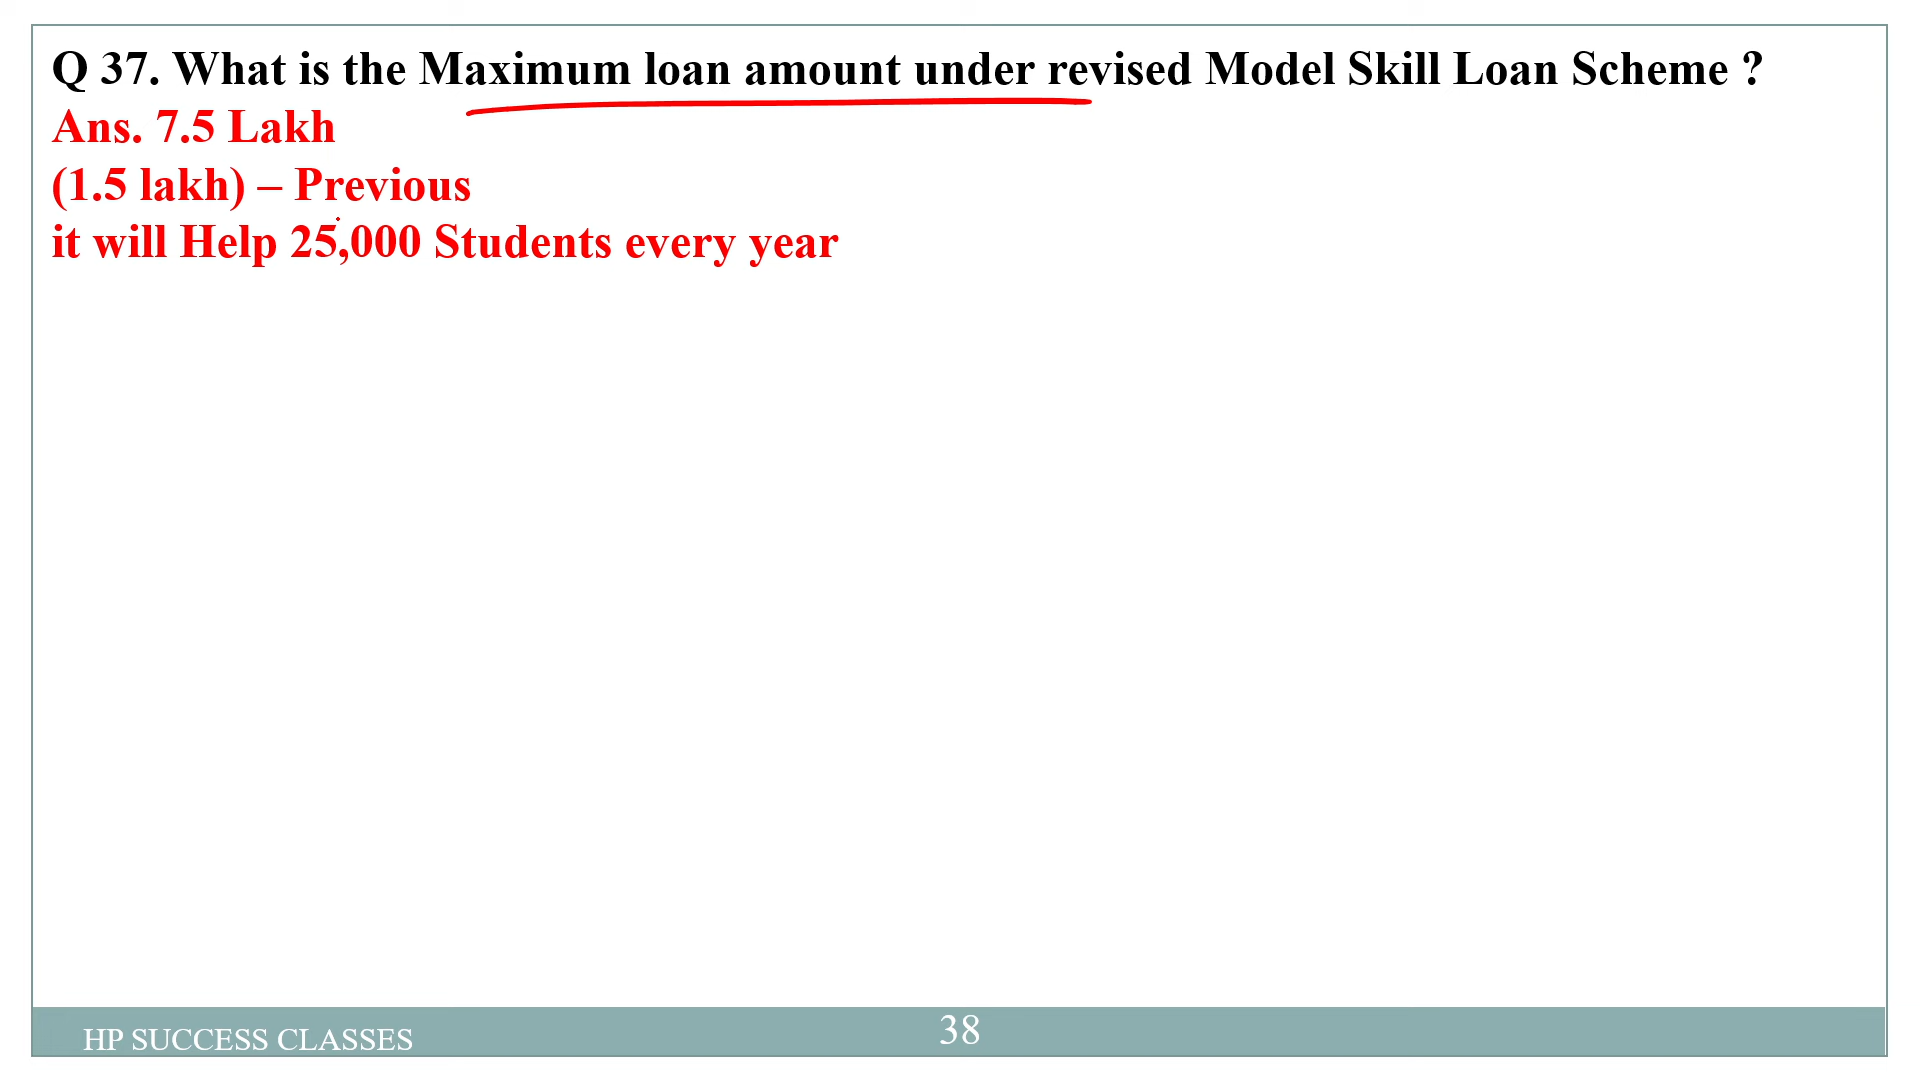 Q 37. What is the Maximum loan amount under revised Model Skill Loan Scheme ?
Ans. 7.5 Lakh
(1.5 lakh) – Previous
it will Help 25,000 Students every year
HP SUCCESS CLASSES
38